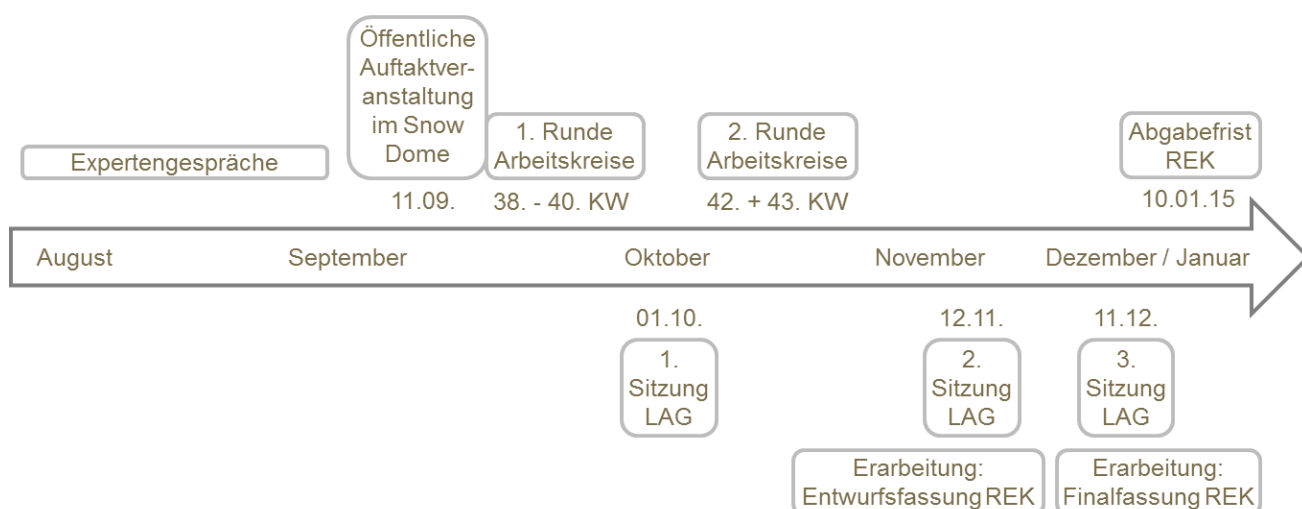 Öffentliche
Auftaktver-
anstaltung
im Snow
Dome
Expertengespräche
1. Runde
Arbeitskreise
2. Runde
Arbeitskreise
Abgabefrist
REK
11.09.
38. - 40. KW
42. + 43. KW
10.01.15
August
September
Oktober
November
Dezember / Januar
01.10.
12.11.
11.12.
1.
Sitzung
LAG
2.
Sitzung
LAG
3.
Sitzung
LAG
Erarbeitung:
Entwurfsfassung REK
Erarbeitung:
Finalfassung REK